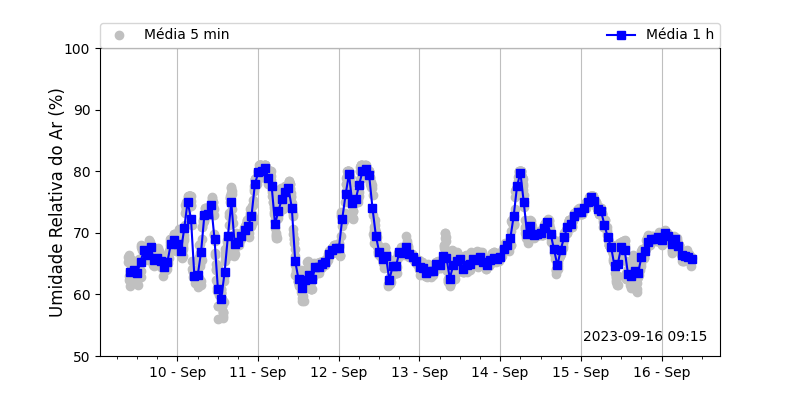 Média 5 min Média 1 h
Umidade Relativa do Ar (%)
100
90
80
70
60
50
2023-09-16 09:15
10 - Sep 11 - Sep 12 - Sep 13 - Sep 14 - Sep 15 - Sep 16 - Sep